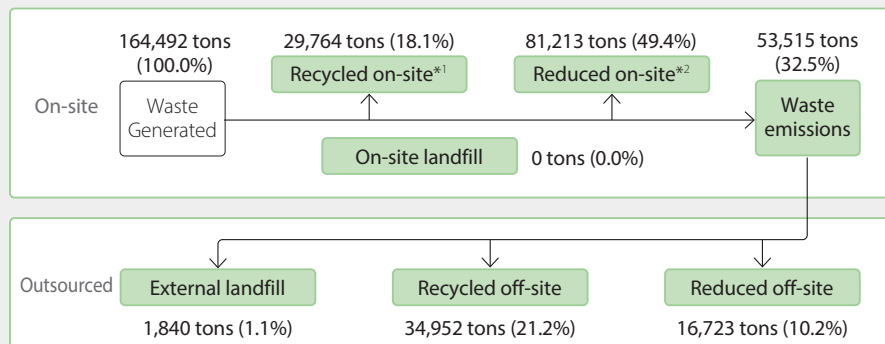 164,492 tons
(100.0%)
29,764 tons (18.1%)
81,213 tons (49.4%)
53,515 tons
(32.5%)
Recycled on-site*1
Reduced on-site*2
On-site
Waste
Generated
Waste
emissions
On-site landfill
0 tons (0.0%)
Outsourced
External landfill
Recycled off-site
Reduced off-site
1,840 tons (1.1%)
34,952 tons (21.2%)
16,723 tons (10.2%)